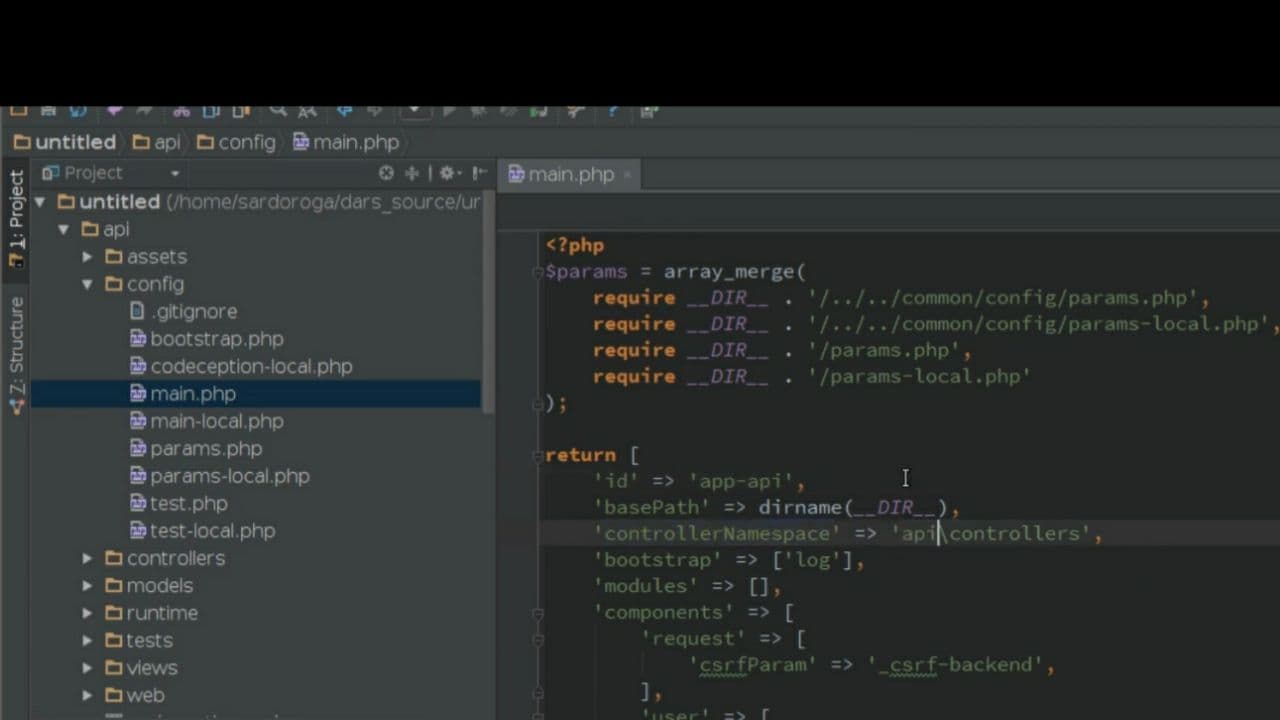 untitled api config main.php
1: Project
Z: Structure
Project
untitled (/home/sardoroga/dars_source/ur
api
assets
config
.gitignore
bootstrap.php
codeception-local.php
main.php
main-local.php
params.php
params-local.php
test.php
test-local.php
controllers
models
runtime
tests
views
web
main.php
<?php
$params = array_merge(
require __DIR__ . '/../../common/config/params.php',
require __DIR__ . '/../../common/config/params-local.php',
require __DIR__ . '/params.php',
require __DIR__ . '/params-local.php'
);
return [
'id' => 'app-api',
'basePath' => dirname(__DIR__),
'controllerNamespace' => 'api\controllers',
'bootstrap' => ['log'],
'modules' => [],
'components' => [
'request' => [
'csrfParam' => '_csrf-backend',
],
'user' => [